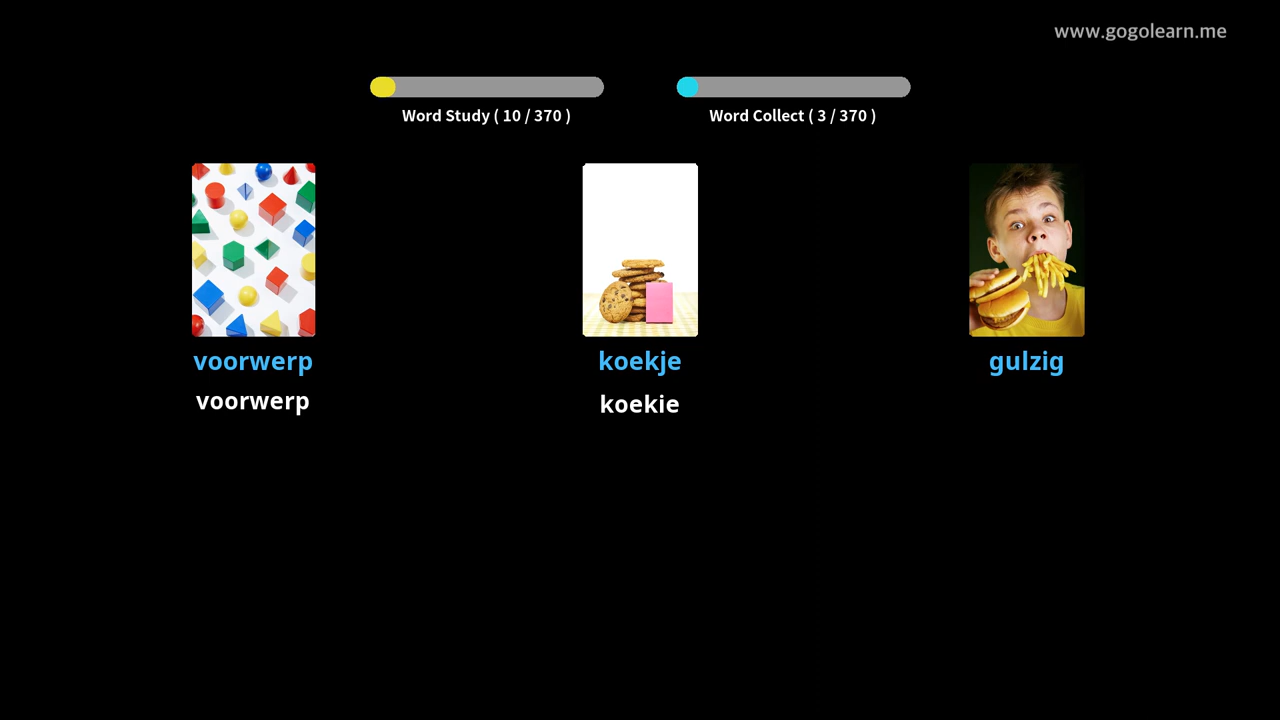 www.gogolearn.me
Word Study ( 10 / 370 )
Word Collect ( 3 / 370 )
voorwerp
koekje
gulzig
voorwerp
koekie